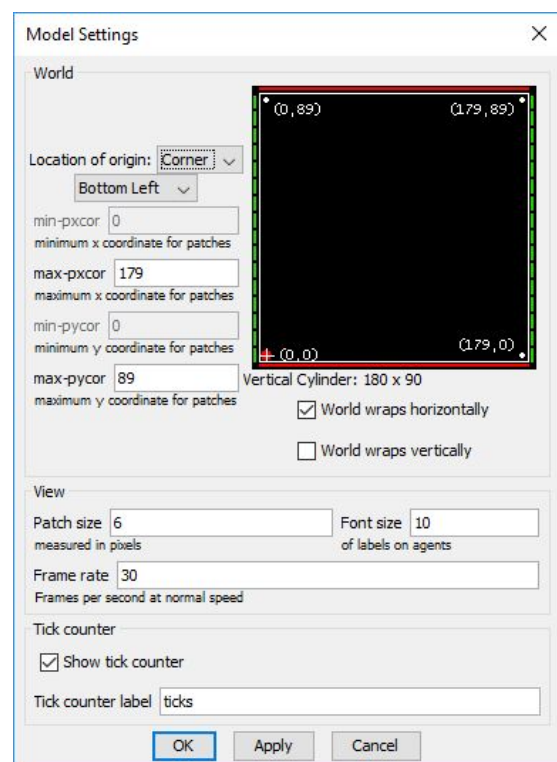 Model Settings
World
(0,89) (179,89)
Location of origin: Corner
Bottom Left
min-pxcor 0
minimum x coordinate for patches
max-pxcor 179
maximum x coordinate for patches
min-pycor 0
minimum y coordinate for patches
(0,0) (179,0)
max-pycor 89
maximum y coordinate for patches
Vertical Cylinder: 180 x 90
World wraps horizontally
World wraps vertically
View
Patch size 6 Font size 10
measured in pixels of labels on agents
Frame rate 30
Frames per second at normal speed
Tick counter
Show tick counter
Tick counter label ticks
OK Apply Cancel